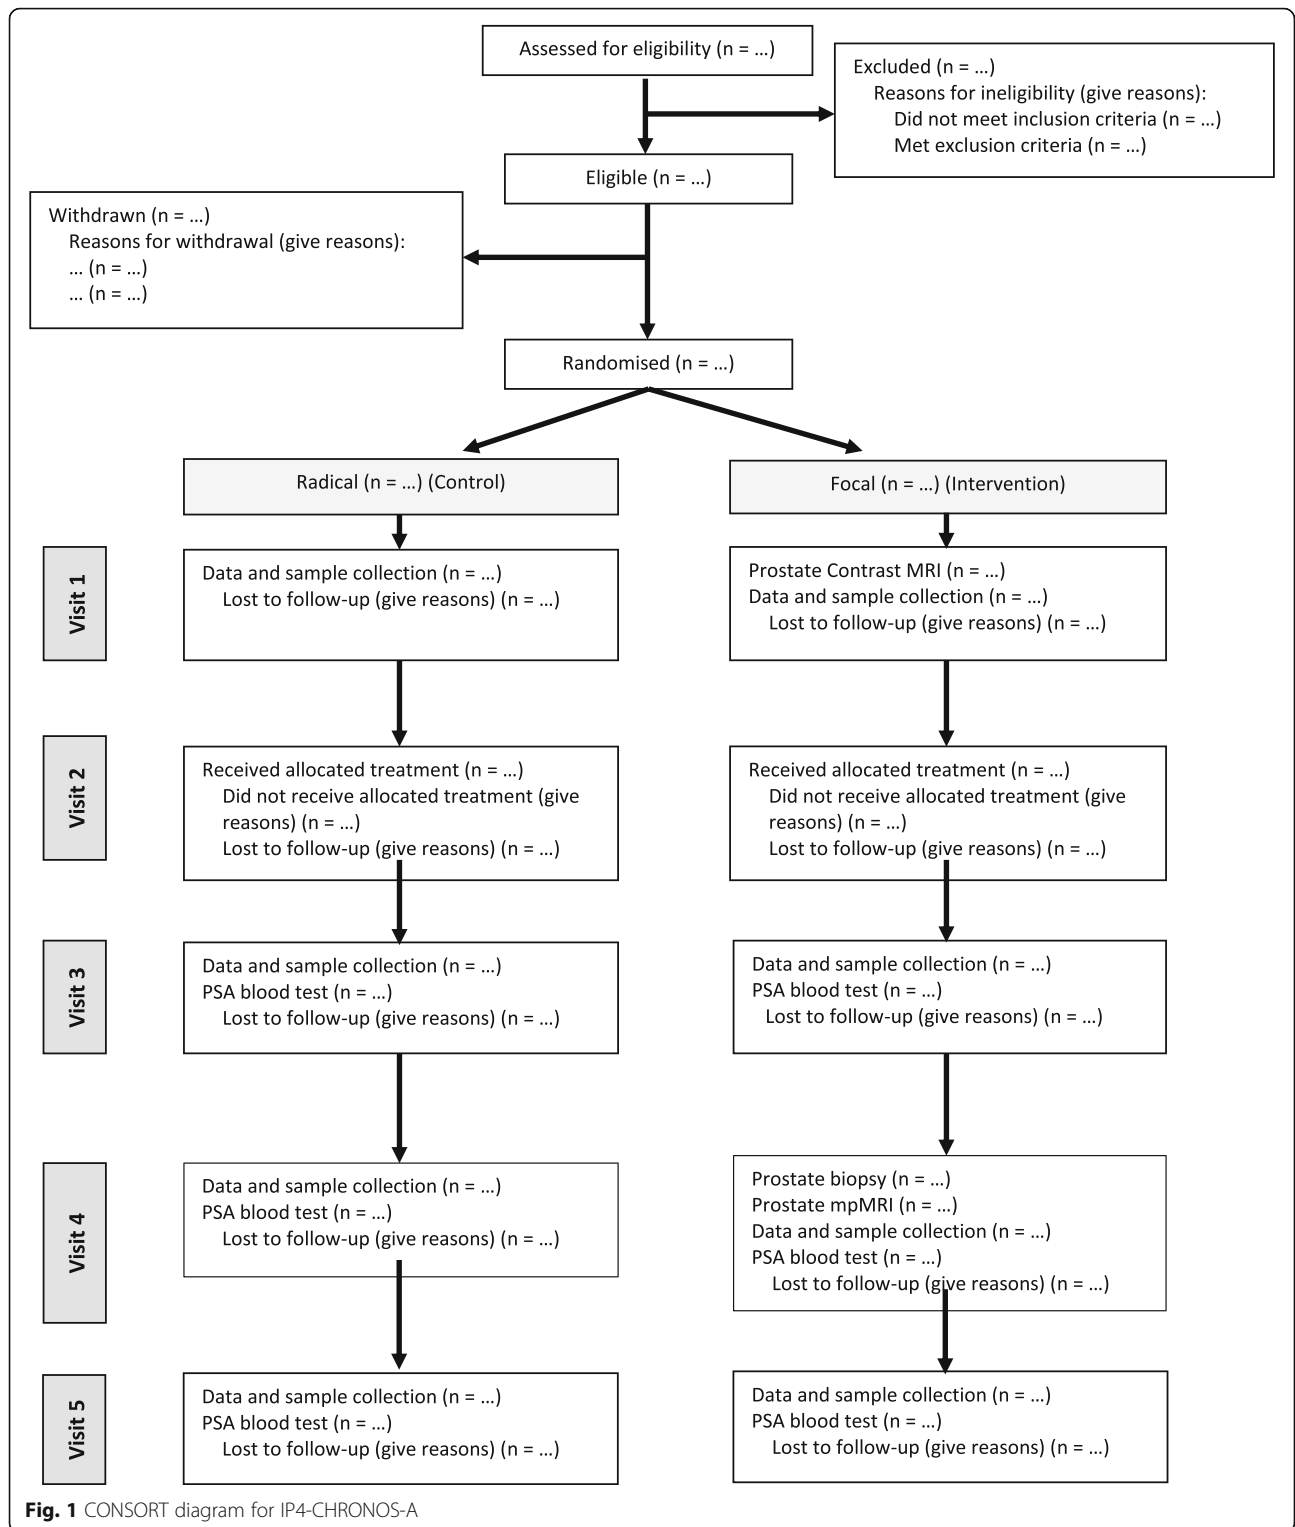 Assessed for eligibility (n = ...)
Excluded (n = ...)
Reasons for ineligibility (give reasons):
Did not meet inclusion criteria (n = ...)
Met exclusion criteria (n = ...)
Eligible (n = ...)
Withdrawn (n = ...)
Reasons for withdrawal (give reasons):
... (n = ...)
... (n = ...)
Randomised (n = ...)
Radical (n = ...) (Control)
Focal (n = ...) (Intervention)
Visit 1
Data and sample collection (n = ...)
Lost to follow-up (give reasons) (n = ...)
Prostate Contrast MRI (n = ...)
Data and sample collection (n = ...)
Lost to follow-up (give reasons) (n = ...)
Visit 2
Received allocated treatment (n = ...)
Did not receive allocated treatment (give
reasons) (n = ...)
Lost to follow-up (give reasons) (n = ...)
Received allocated treatment (n = ...)
Did not receive allocated treatment (give
reasons) (n = ...)
Lost to follow-up (give reasons) (n = ...)
Visit 3
Data and sample collection (n = ...)
PSA blood test (n = ...)
Lost to follow-up (give reasons) (n = ...)
Data and sample collection (n = ...)
PSA blood test (n = ...)
Lost to follow-up (give reasons) (n = ...)
Visit 4
Data and sample collection (n = ...)
PSA blood test (n = ...)
Lost to follow-up (give reasons) (n = ...)
Prostate biopsy (n = ...)
Prostate mpMRI (n = ...)
Data and sample collection (n = ...)
PSA blood test (n = ...)
Lost to follow-up (give reasons) (n = ...)
Visit 5
Data and sample collection (n = ...)
PSA blood test (n = ...)
Lost to follow-up (give reasons) (n = ...)
Data and sample collection (n = ...)
PSA blood test (n = ...)
Lost to follow-up (give reasons) (n = ...)
Fig. 1 CONSORT diagram for IP4-CHRONOS-A